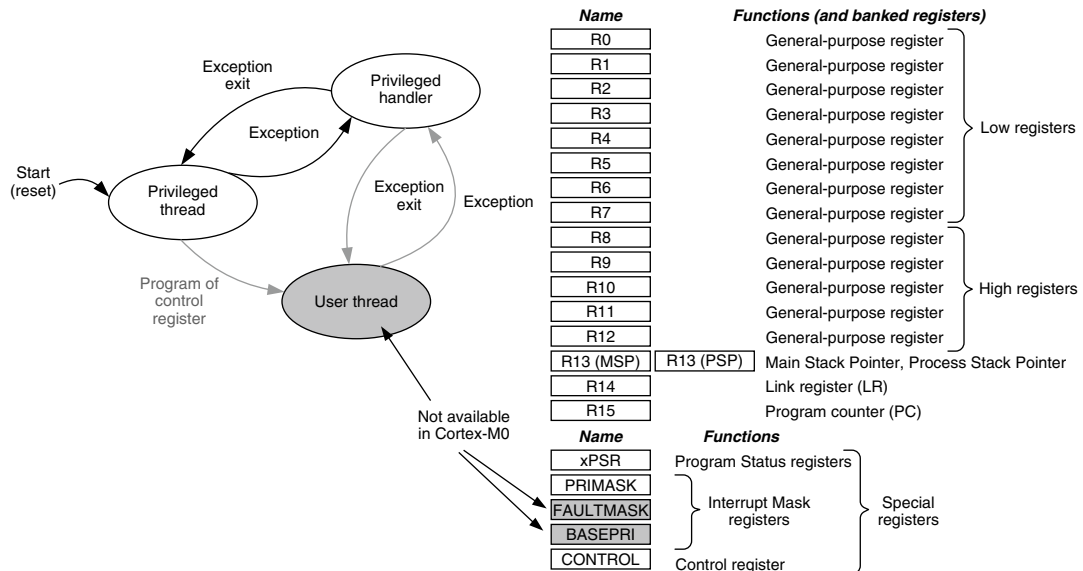 Privileged
handler
Exception
exit
Exception
Start
(reset)
Privileged
thread
Exception
exit
Exception
Program of
control
register
User thread
Not available
in Cortex-M0
Name Functions (and banked registers)
R0 General-purpose register
R1 General-purpose register
R2 General-purpose register
R3 General-purpose register
R4 General-purpose register
R5 General-purpose register
R6 General-purpose register
R7 General-purpose register
Low registers
R8 General-purpose register
R9 General-purpose register
R10 General-purpose register
R11 General-purpose register
R12 General-purpose register
High registers
R13 (MSP) R13 (PSP) Main Stack Pointer, Process Stack Pointer
R14 Link register (LR)
R15 Program counter (PC)
Name Functions
xPSR Program Status registers
PRIMASK
FAULTMASK
BASEPRI
Interrupt Mask
registers
CONTROL Control register
Special
registers